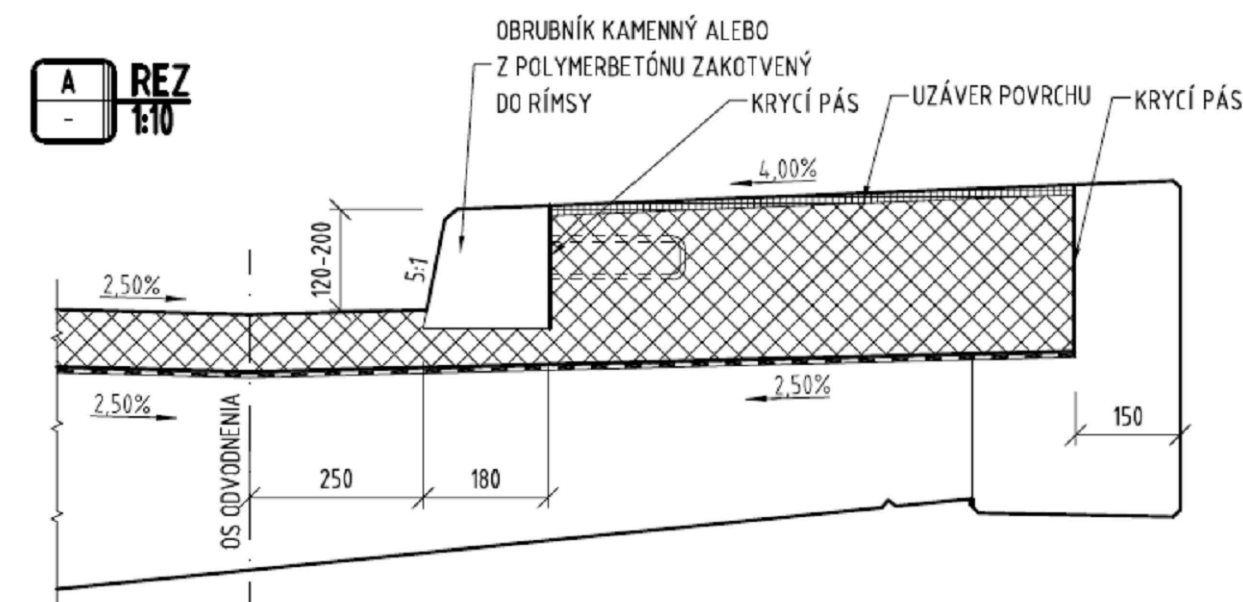 A
-
REZ
1:10
OBRUBNÍK KAMENNÝ ALEBO
Z POLYMERBETÓNU ZAKOTVENÝ
DO RÍMSY
KRYCÍ PÁS
UZÁVER POVRCHU
KRYCÍ PÁS
4,00%
120-200
5:1
2,50%
2,50%
2,50%
OS ODVODNENIA
250
180
150